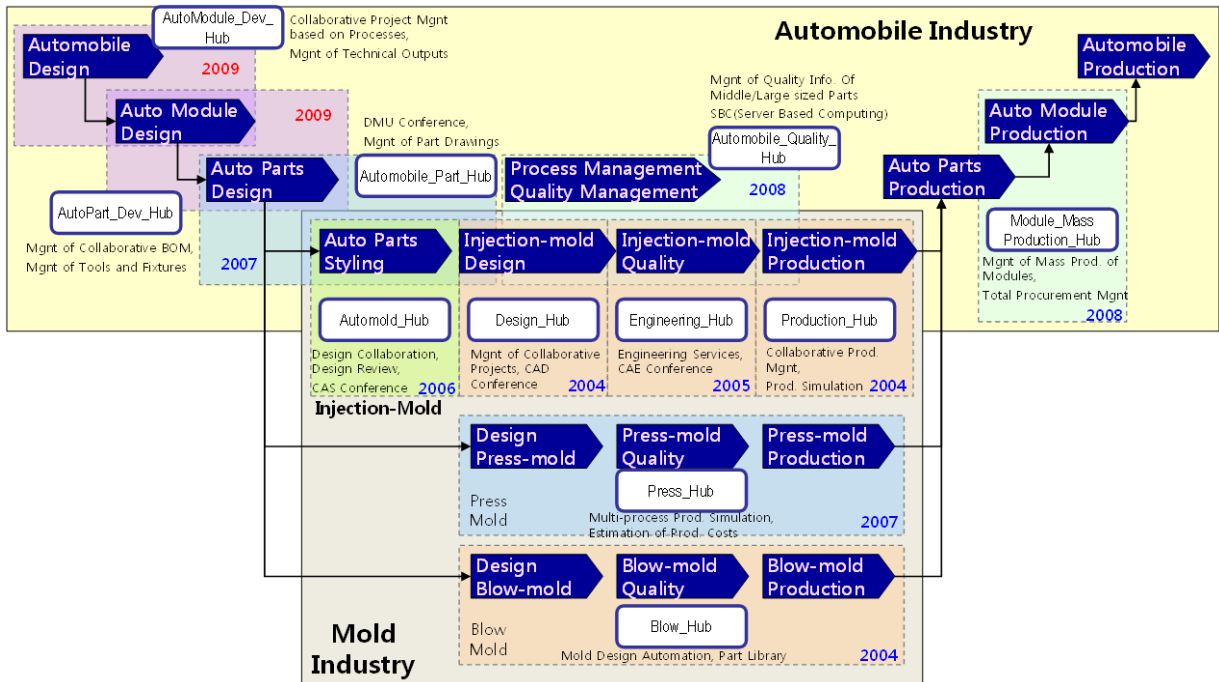 AutoModule_Dev_
Hub
Collaborative Project Mgnt
based on Processes,
Mgnt of Technical Outputs
Automobile Industry
Automobile
Design
2009
Automobile
Production
Auto Module
Design
2009
Mgnt of Quality Info. Of
Middle/Large sized Parts
SBC(Server Based Computing)
Auto Module
Production
DMU Conference,
Mgnt of Part Drawings
Automobile_Quality_
Hub
Auto Parts
Design
Automobile_Part_Hub
Process Management
Quality Management
2008
Auto Parts
Production
AutoPart_Dev_Hub
Mgnt of Collaborative BOM,
Mgnt of Tools and Fixtures
2007
Module_Mass
Production_Hub
Mgnt of Mass Prod. of
Modules,
Total Procurement Mgnt
2008
Auto Parts
Styling
Injection-mold
Design
Injection-mold
Quality
Injection-mold
Production
Automold_Hub
Design_Hub
Engineering_Hub
Production_Hub
Design Collaboration,
Design Review,
CAS Conference
2006
Mgnt of Collaborative
Projects, CAD
Conference
2004
Engineering Services,
CAE Conference
2005
Collaborative Prod.
Mgnt,
Prod. Simulation
2004
Injection-Mold
Design
Press-mold
Press-mold
Quality
Press-mold
Production
Press_Hub
Press
Mold
Multi-process Prod. Simulation,
Estimation of Prod. Costs
2007
Design
Blow-mold
Blow-mold
Quality
Blow-mold
Production
Blow_Hub
Blow
Mold
Mold Design Automation, Part Library
2004
Mold
Industry